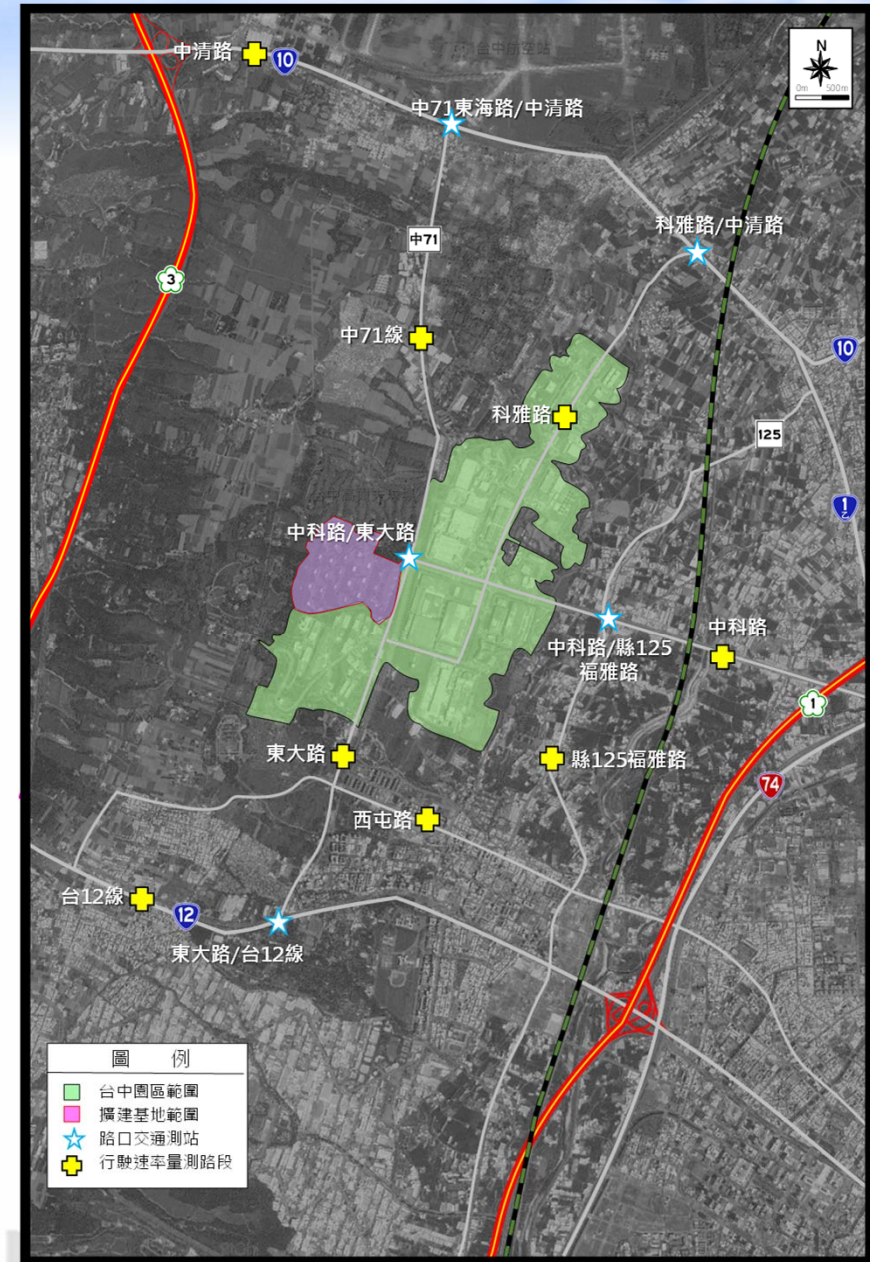 中清路
10
N
0m 500m
中71東海路/中清路
科雅路/中清路
中71
3
中71線
10
科雅路
125
1乙
中科路/東大路
中科路/縣125
福雅路
中科路
1
東大路
縣125福雅路
74
西屯路
台12線
12
東大路/台12線
圖 例
台中園區範圍
擴建基地範圍
路口交通測站
行駛速率量測路段